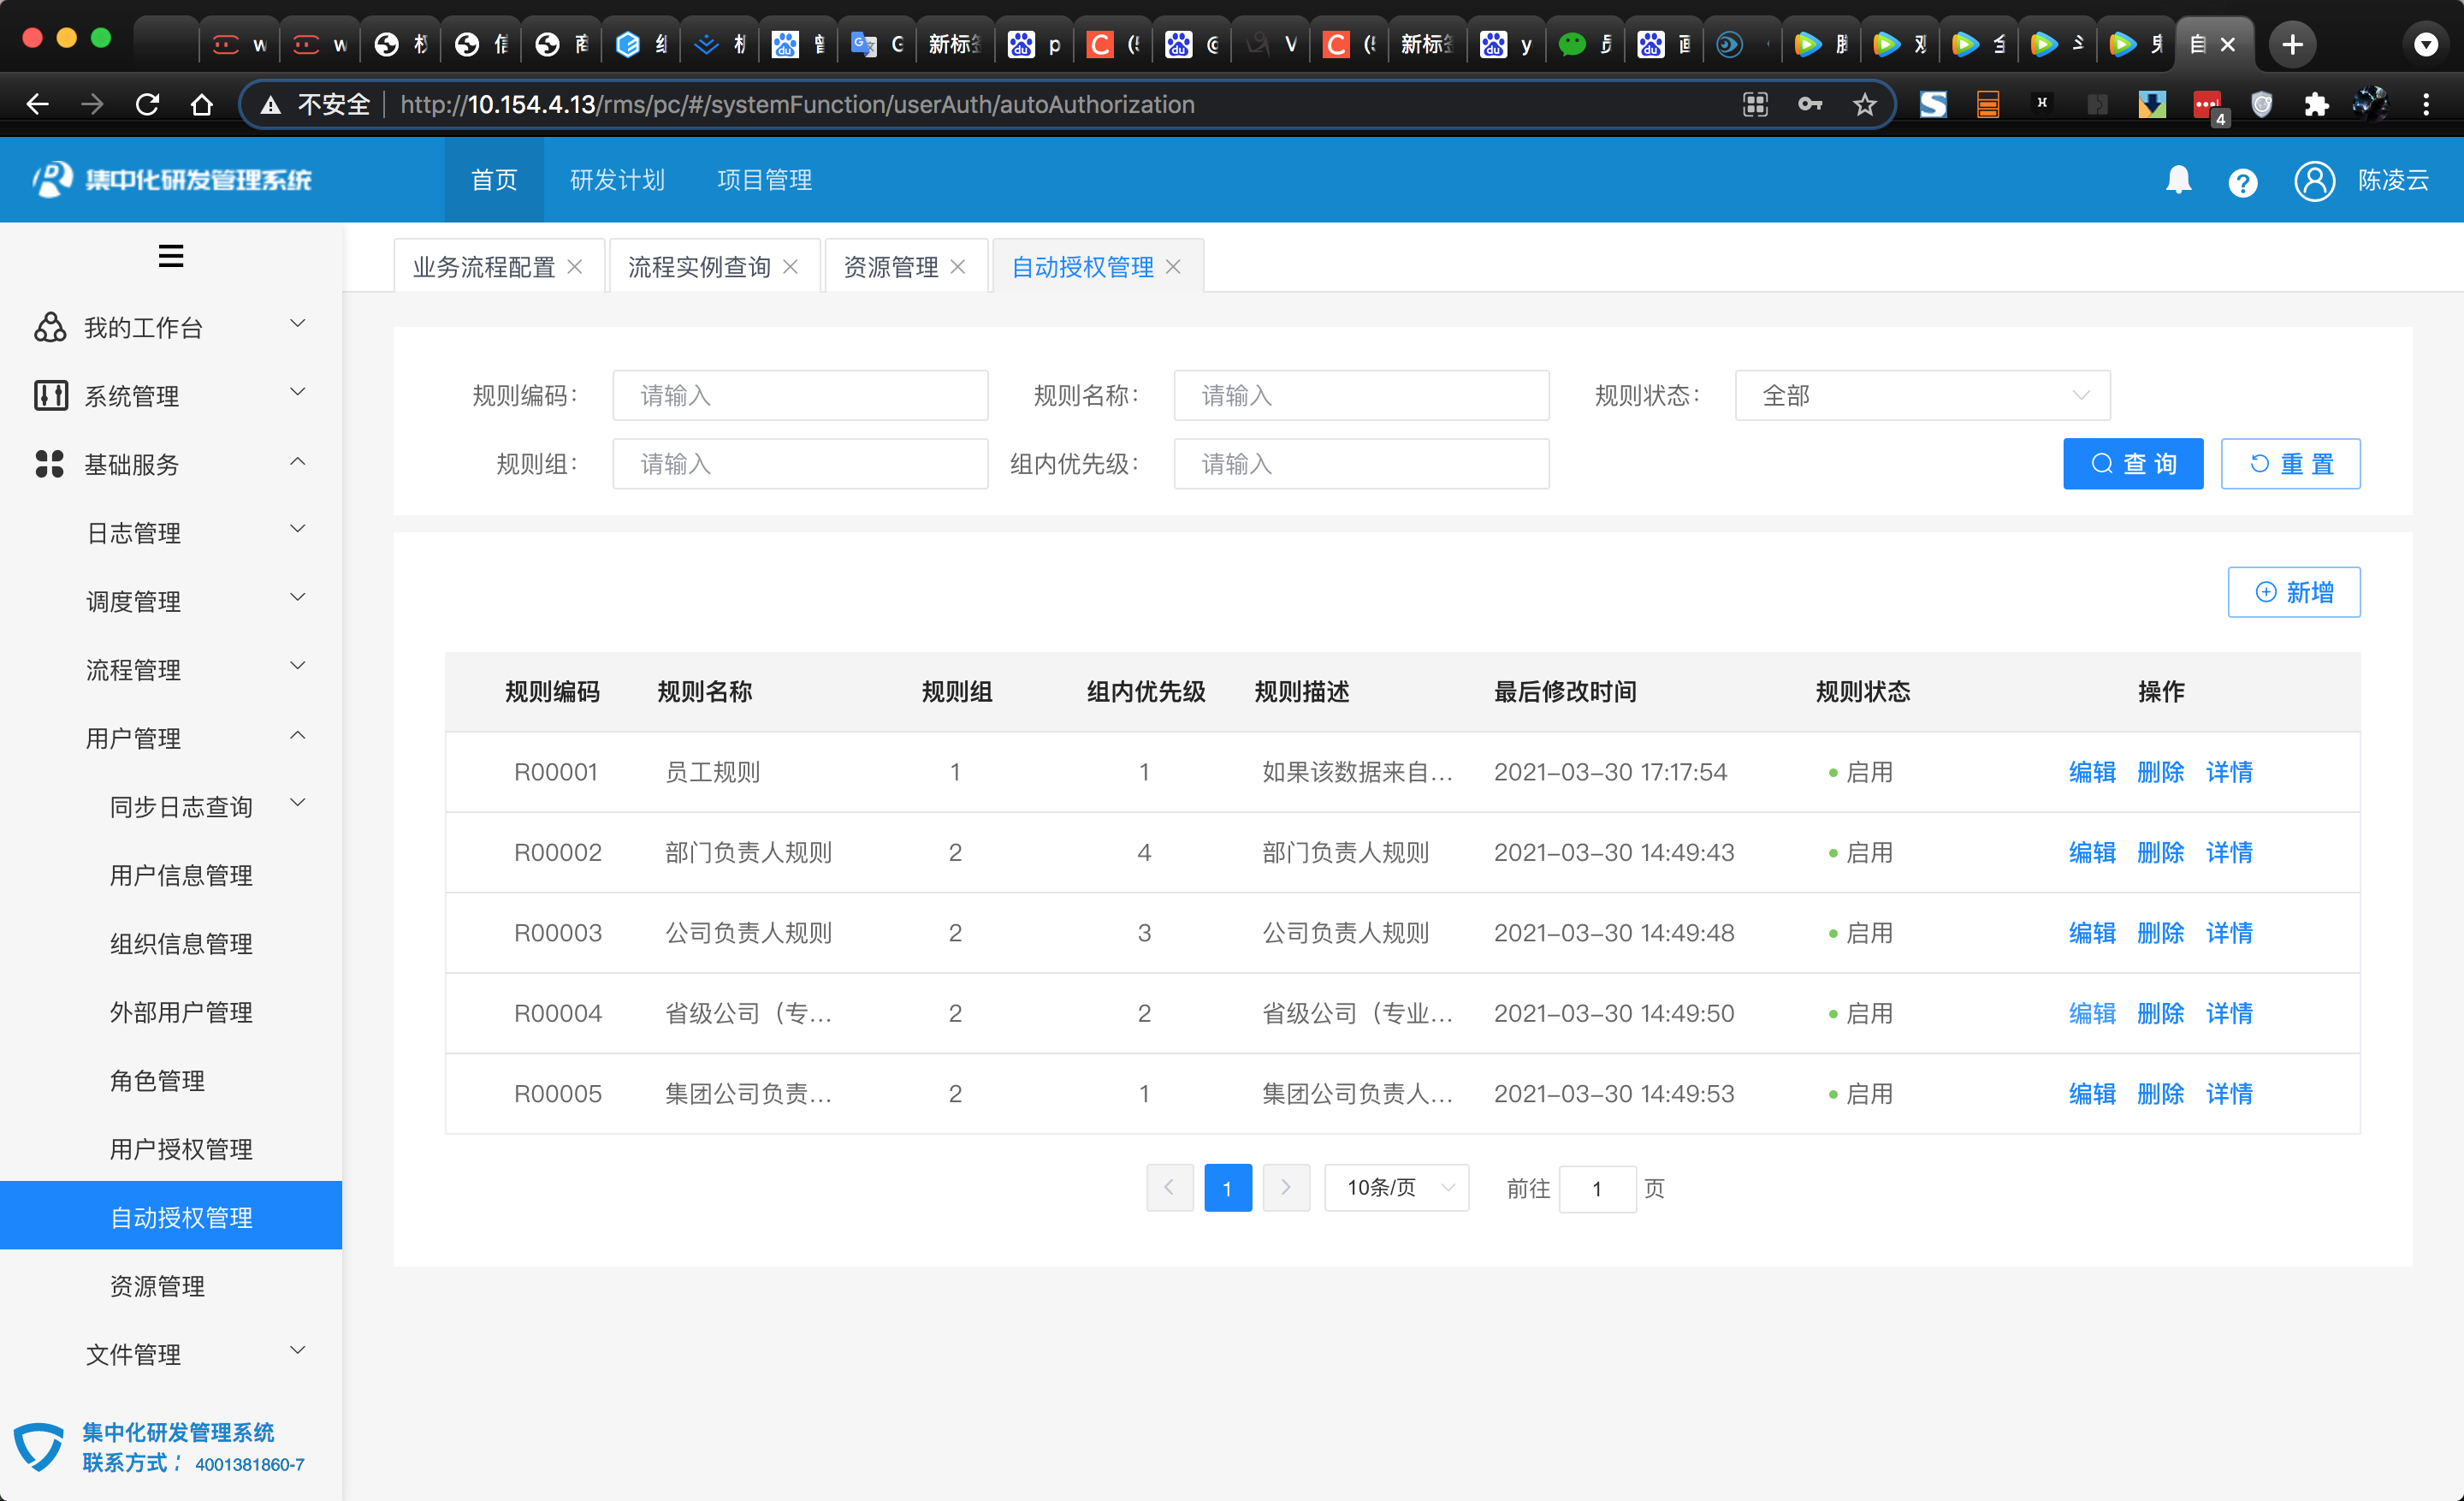 新标签
新标签
不安全 http://10.154.4.13/rms/pc/#/systemFunction/userAuth/autoAuthorization
4
集中化研发管理系统 首页 研发计划 项目管理 陈凌云
业务流程配置 流程实例查询 资源管理 自动授权管理
我的工作台
系统管理
基础服务
日志管理
调度管理
流程管理
用户管理
同步日志查询
用户信息管理
组织信息管理
外部用户管理
角色管理
用户授权管理
自动授权管理
资源管理
文件管理
集中化研发管理系统
联系方式: 4001381860-7
规则编码: 请输入 规则名称: 请输入 规则状态: 全部
规则组: 请输入 组内优先级: 请输入 查询 重置
新增
规则编码 规则名称 规则组 组内优先级 规则描述 最后修改时间 规则状态 操作
R00001 员工规则 1 1 如果该数据来自... 2021-03-30 17:17:54 启用 编辑 删除 详情
R00002 部门负责人规则 2 4 部门负责人规则 2021-03-30 14:49:43 启用 编辑 删除 详情
R00003 公司负责人规则 2 3 公司负责人规则 2021-03-30 14:49:48 启用 编辑 删除 详情
R00004 省级公司（专... 2 2 省级公司（专业... 2021-03-30 14:49:50 启用 编辑 删除 详情
R00005 集团公司负责... 2 1 集团公司负责人... 2021-03-30 14:49:53 启用 编辑 删除 详情
1 10条/页 前往 1 页